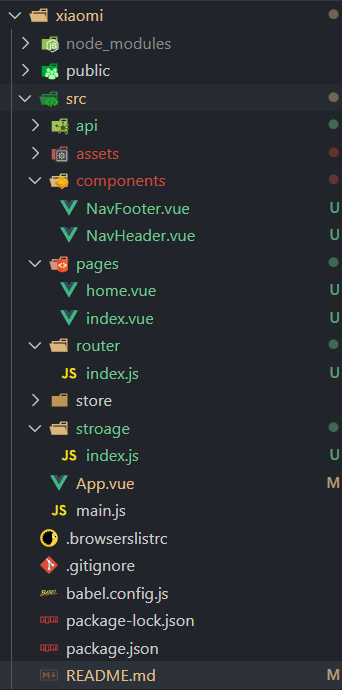 xiaomi
node_modules
public
src
api
assets
components
NavFooter.vue U
NavHeader.vue U
pages
home.vue U
index.vue U
router
JS index.js U
store
stroage
JS index.js U
App.vue M
JS main.js
.browserslistrc
.gitignore
BABEL babel.config.js
package-lock.json
package.json
README.md M